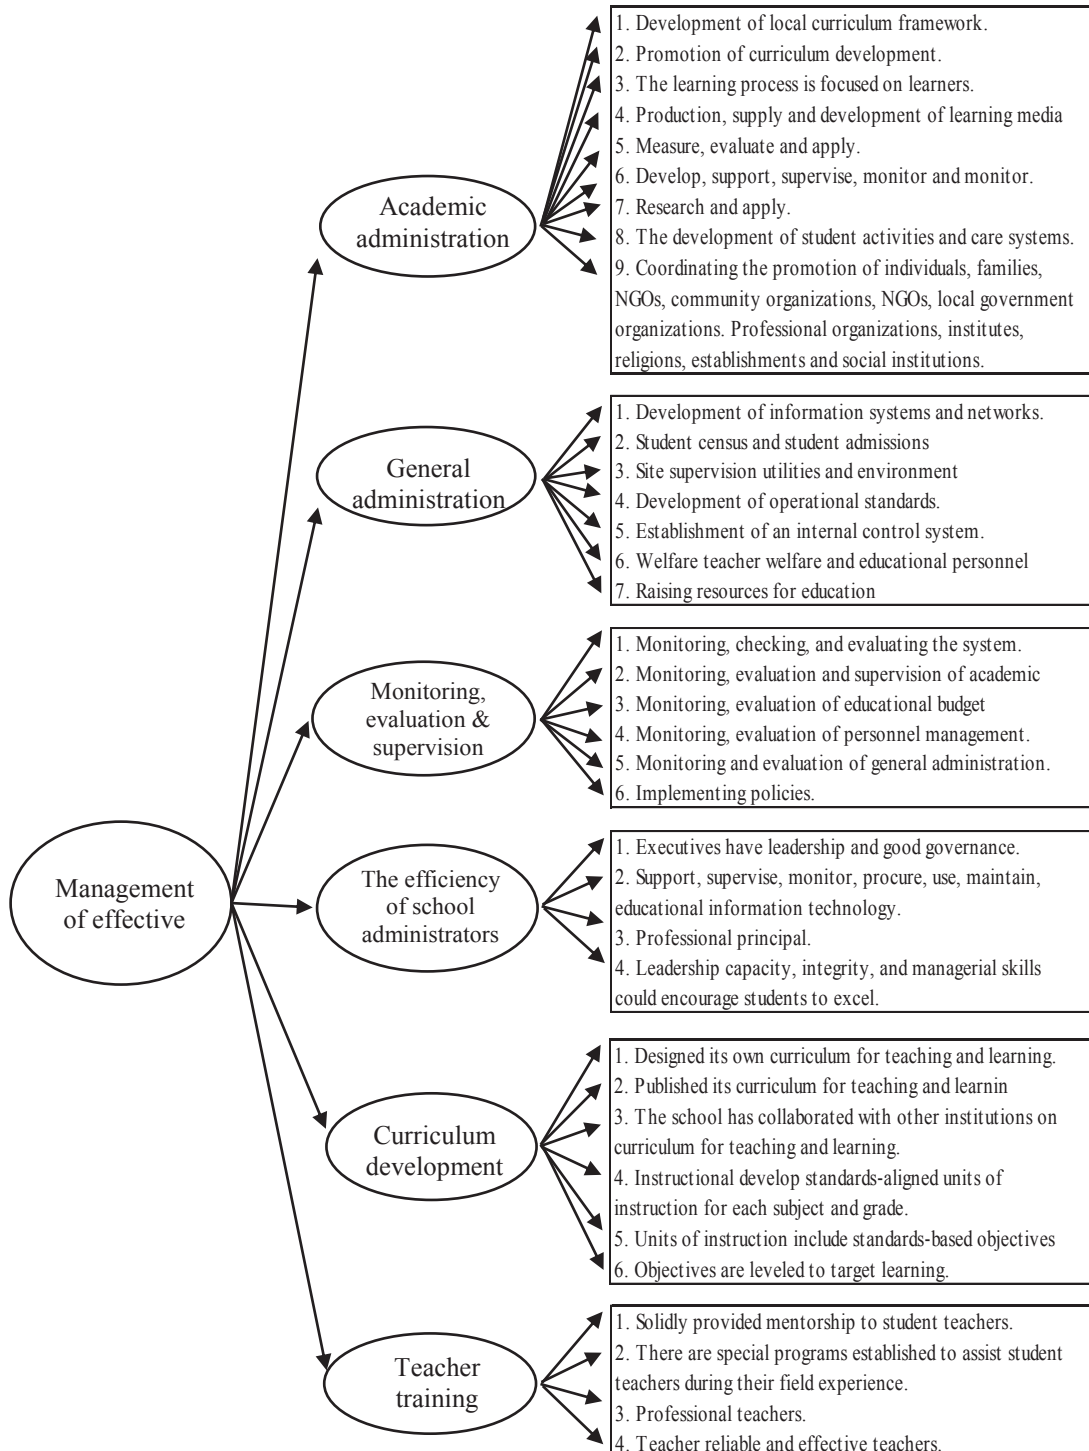 Management
of effective
Academic
administration
1. Development of local curriculum framework.
2. Promotion of curriculum development.
3. The learning process is focused on learners.
4. Production, supply and development of learning media
5. Measure, evaluate and apply.
6. Develop, support, supervise, monitor and monitor.
7. Research and apply.
8. The development of student activities and care systems.
9. Coordinating the promotion of individuals, families,
NGOs, community organizations, NGOs, local government
organizations. Professional organizations, institutes,
religions, establishments and social institutions.
General
administration
1. Development of information systems and networks.
2. Student census and student admissions
3. Site supervision utilities and environment
4. Development of operational standards.
5. Establishment of an internal control system.
6. Welfare teacher welfare and educational personnel
7. Raising resources for education
Monitoring,
evaluation &
supervision
1. Monitoring, checking, and evaluating the system.
2. Monitoring, evaluation and supervision of academic
3. Monitoring, evaluation of educational budget
4. Monitoring, evaluation of personnel management.
5. Monitoring and evaluation of general administration.
6. Implementing policies.
The efficiency
of school
administrators
1. Executives have leadership and good governance.
2. Support, supervise, monitor, procure, use, maintain,
educational information technology.
3. Professional principal.
4. Leadership capacity, integrity, and managerial skills
could encourage students to excel.
Curriculum
development
1. Designed its own curriculum for teaching and learning.
2. Published its curriculum for teaching and learnin
3. The school has collaborated with other institutions on
curriculum for teaching and learning.
4. Instructional develop standards-aligned units of
instruction for each subject and grade.
5. Units of instruction include standards-based objectives
6. Objectives are leveled to target learning.
Teacher
training
1. Solidly provided mentorship to student teachers.
2. There are special programs established to assist student
teachers during their field experience.
3. Professional teachers.
4. Teacher reliable and effective teachers.